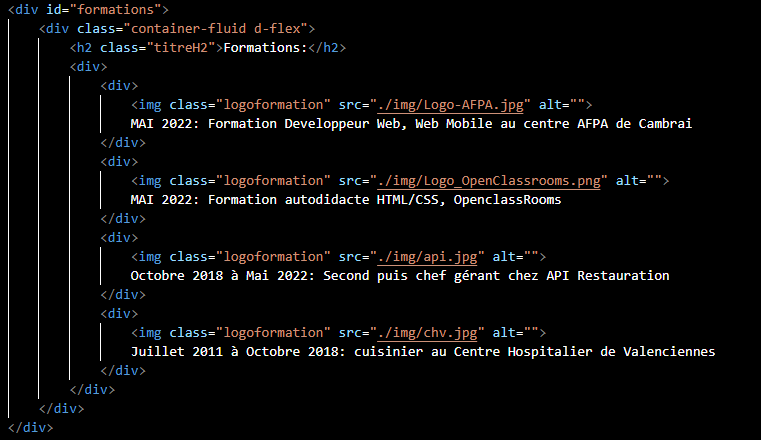 <div id="formations">
<div class="container-fluid d-flex">
<h2 class="titreH2">Formations:</h2>
<div>
<div>
<img class="logoformation" src="./img/Logo-AFPA.jpg" alt="">
MAI 2022: Formation Developpeur Web, Web Mobile au centre AFPA de Cambrai
</div>
<div>
<img class="logoformation" src="./img/Logo_OpenClassrooms.png" alt="">
MAI 2022: Formation autodidacte HTML/CSS, OpenclassRooms
</div>
<div>
<img class="logoformation" src="./img/api.jpg" alt="">
Octobre 2018 à Mai 2022: Second puis chef gérant chez API Restauration
</div>
<div>
<img class="logoformation" src="./img/chv.jpg" alt="">
Juillet 2011 à Octobre 2018: cuisinier au Centre Hospitalier de Valenciennes
</div>
</div>
</div>
</div>